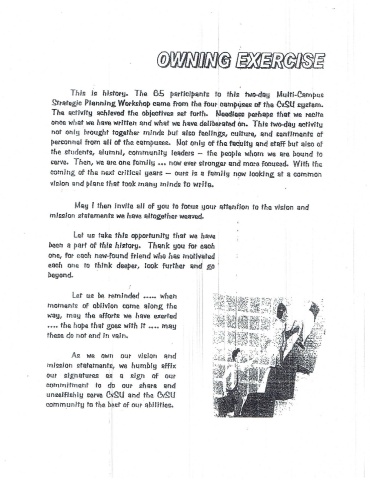 OWNING EXERCISE
This is history. The 65 participants to this two-day Multi-Campus
Strategic Planning Workshop came from the four campuses of the CvSU system.
The activity achieved the objectives set forth. Needless perhaps that we recite
once what we have written and what we have deliberated on. This two-day activity
not only brought together minds but also feelings, culture, and sentiments of
personnel from all of the campuses. Not only of the faculty and staff but also of
the students, alumni, community leaders – the people whom we are bound to
serve. Then, we are one family ... now ever stronger and more focused. With the
coming of the next critical years – ours is a family now looking at a common
vision and plans that took many minds to write.
May I then invite all of you to focus your attention to the vision and
mission statements we have altogether weaved.
Let us take this opportunity that we have
been a part of this history. Thank you for each
one, for each new-found friend who has motivated
each one to think deeper, look further and go
beyond.
Let us be reminded ..... when
moments of oblivion come along the
way, may the efforts we have exerted
.... the hope that goes with it .... may
these do not end in vain.
As we own our vision and
mission statements, we humbly affix
our signatures as a sign of our
commitment to do our share and
unselfishly serve CvSU and the CvSU
community to the best of our abilities.